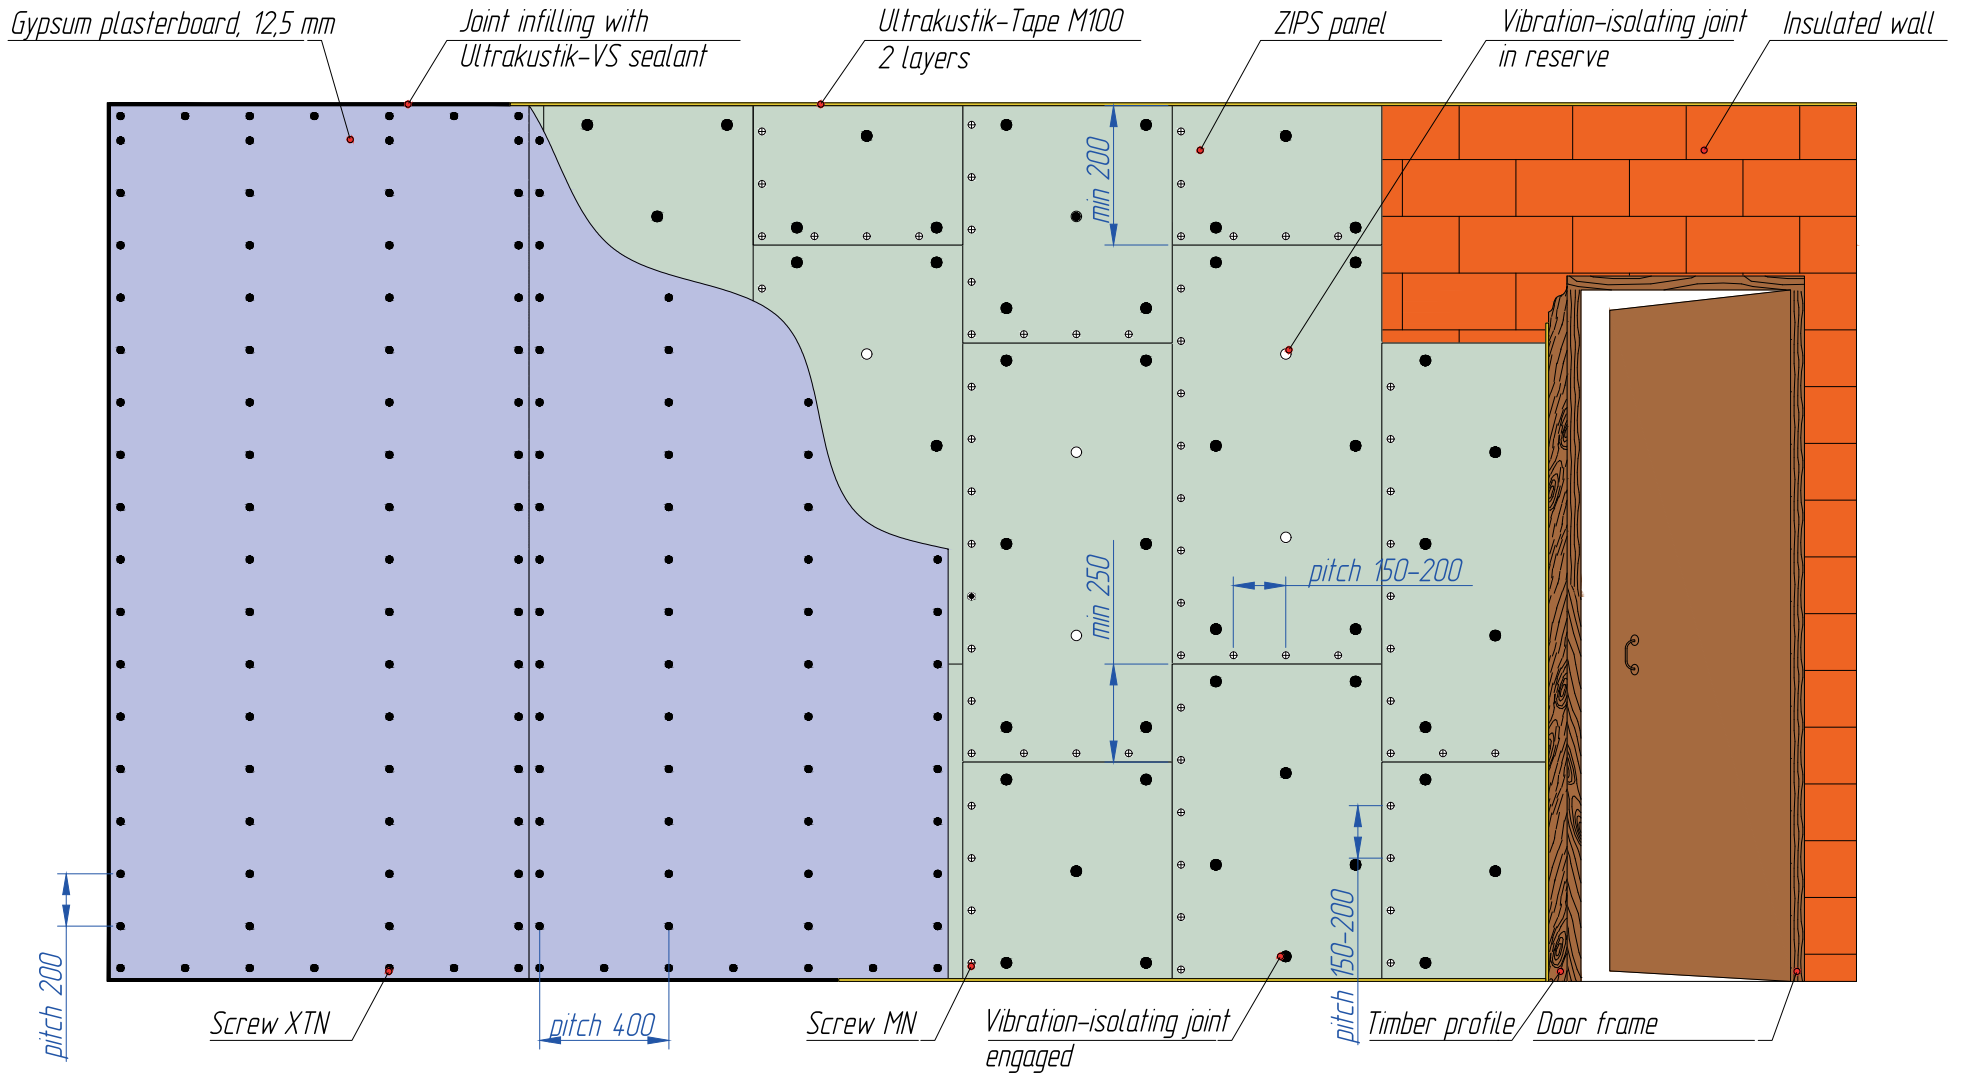 Gypsum plasterboard, 12,5 mm
Joint infilling with
Ultrakustik-VS sealant
Ultrakustik-Tape M100
2 layers
ZIPS panel
Vibration-isolating joint
in reserve
Insulated wall
min 200
min 250
pitch 150-200
pitch 150-200
pitch 200
pitch 400
Screw XTN
Screw MN
Vibration-isolating joint
engaged
Timber profile
Door frame